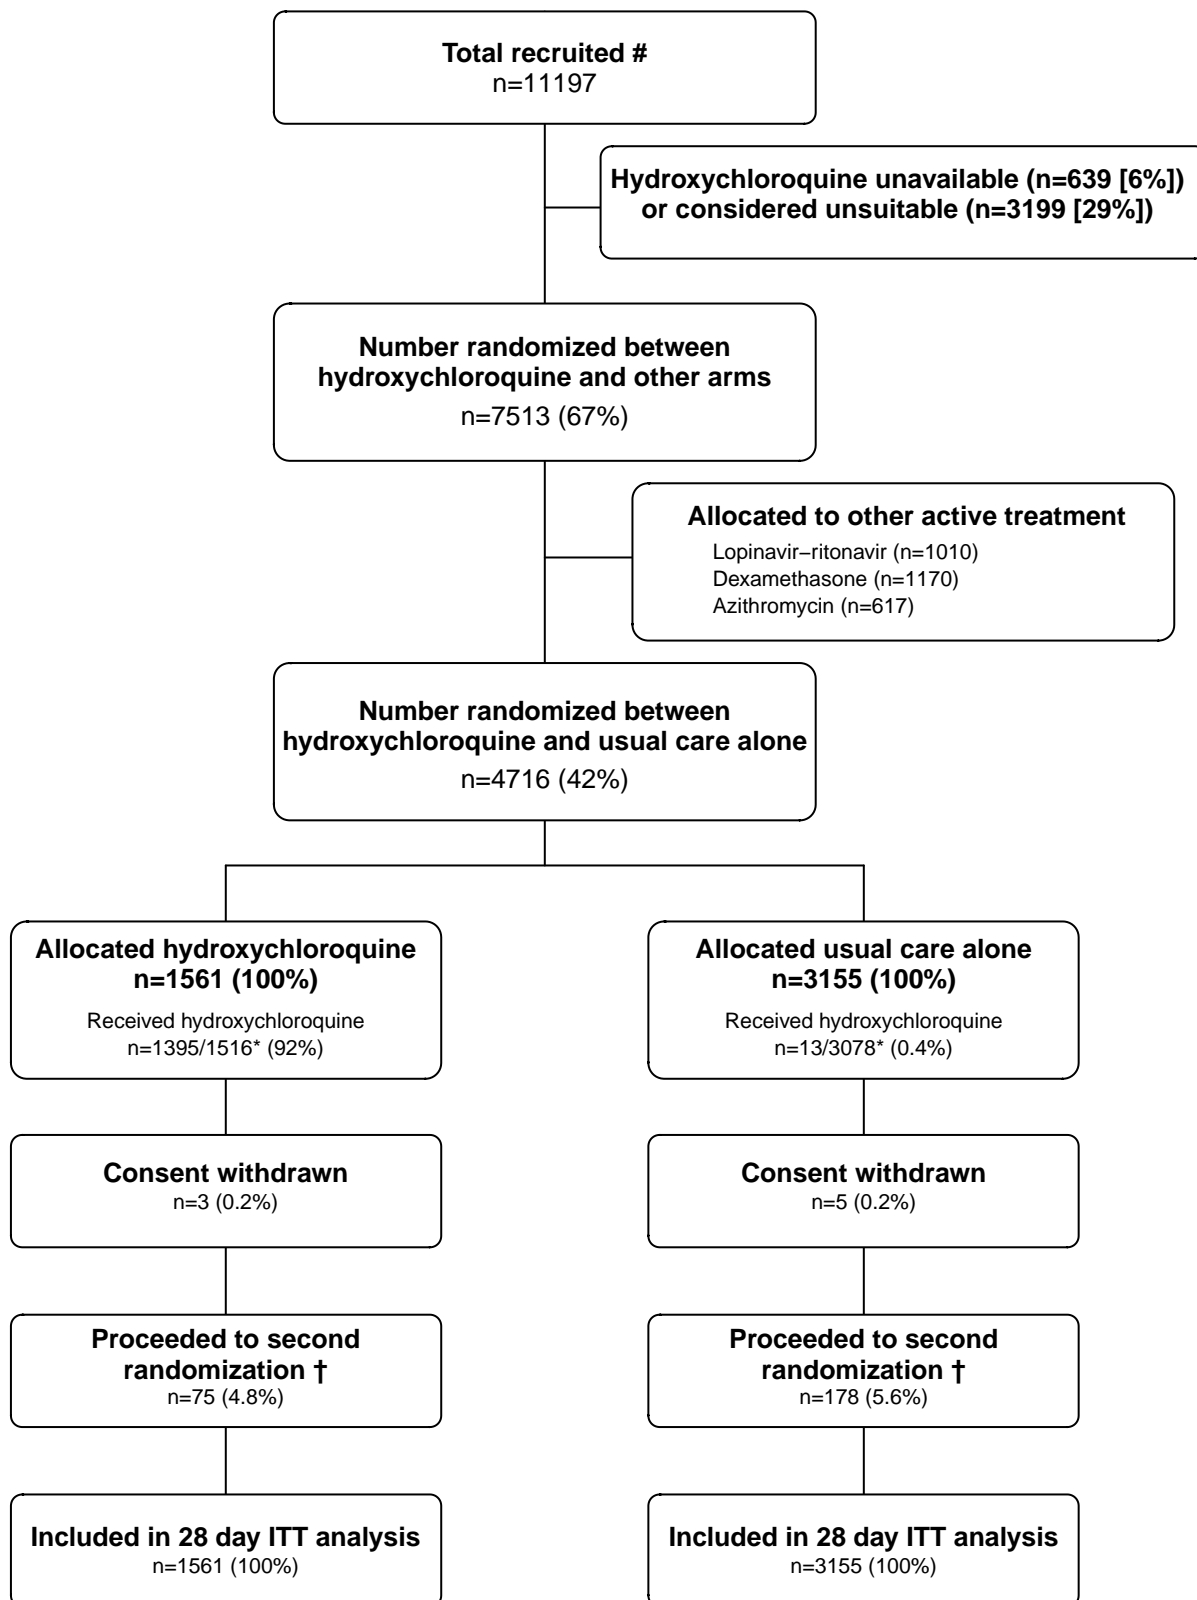 Total recruited #
n=11197
Hydroxychloroquine unavailable (n=639 [6%])
or considered unsuitable (n=3199 [29%])
Number randomized between
hydroxychloroquine and other arms
n=7513 (67%)
Allocated to other active treatment
Lopinavir−ritonavir (n=1010)
Dexamethasone (n=1170)
Azithromycin (n=617)
Number randomized between
hydroxychloroquine and usual care alone
n=4716 (42%)
Allocated hydroxychloroquine
n=1561 (100%)
Received hydroxychloroquine
n=1395/1516* (92%)
Allocated usual care alone
n=3155 (100%)
Received hydroxychloroquine
n=13/3078* (0.4%)
Consent withdrawn
n=3 (0.2%)
Consent withdrawn
n=5 (0.2%)
Proceeded to second
randomization †
n=75 (4.8%)
Proceeded to second
randomization †
n=178 (5.6%)
Included in 28 day ITT analysis
n=1561 (100%)
Included in 28 day ITT analysis
n=3155 (100%)